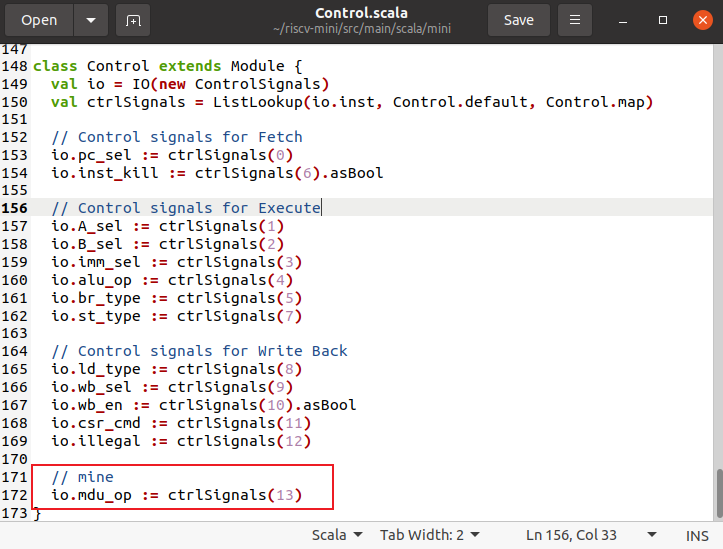 Open
Control.scala
~/riscv-mini/src/main/scala/mini
Save
147
148 class Control extends Module {
149   val io = IO(new ControlSignals)
150   val ctrlSignals = ListLookup(io.inst, Control.default, Control.map)
151
152   // Control signals for Fetch
153   io.pc_sel := ctrlSignals(0)
154   io.inst_kill := ctrlSignals(6).asBool
155
156   // Control signals for Execute
157   io.A_sel := ctrlSignals(1)
158   io.B_sel := ctrlSignals(2)
159   io.imm_sel := ctrlSignals(3)
160   io.alu_op := ctrlSignals(4)
161   io.br_type := ctrlSignals(5)
162   io.st_type := ctrlSignals(7)
163
164   // Control signals for Write Back
165   io.ld_type := ctrlSignals(8)
166   io.wb_sel := ctrlSignals(9)
167   io.wb_en := ctrlSignals(10).asBool
168   io.csr_cmd := ctrlSignals(11)
169   io.illegal := ctrlSignals(12)
170
171   // mine
172   io.mdu_op := ctrlSignals(13)
173 }
Scala Tab Width: 2 Ln 156, Col 33 INS